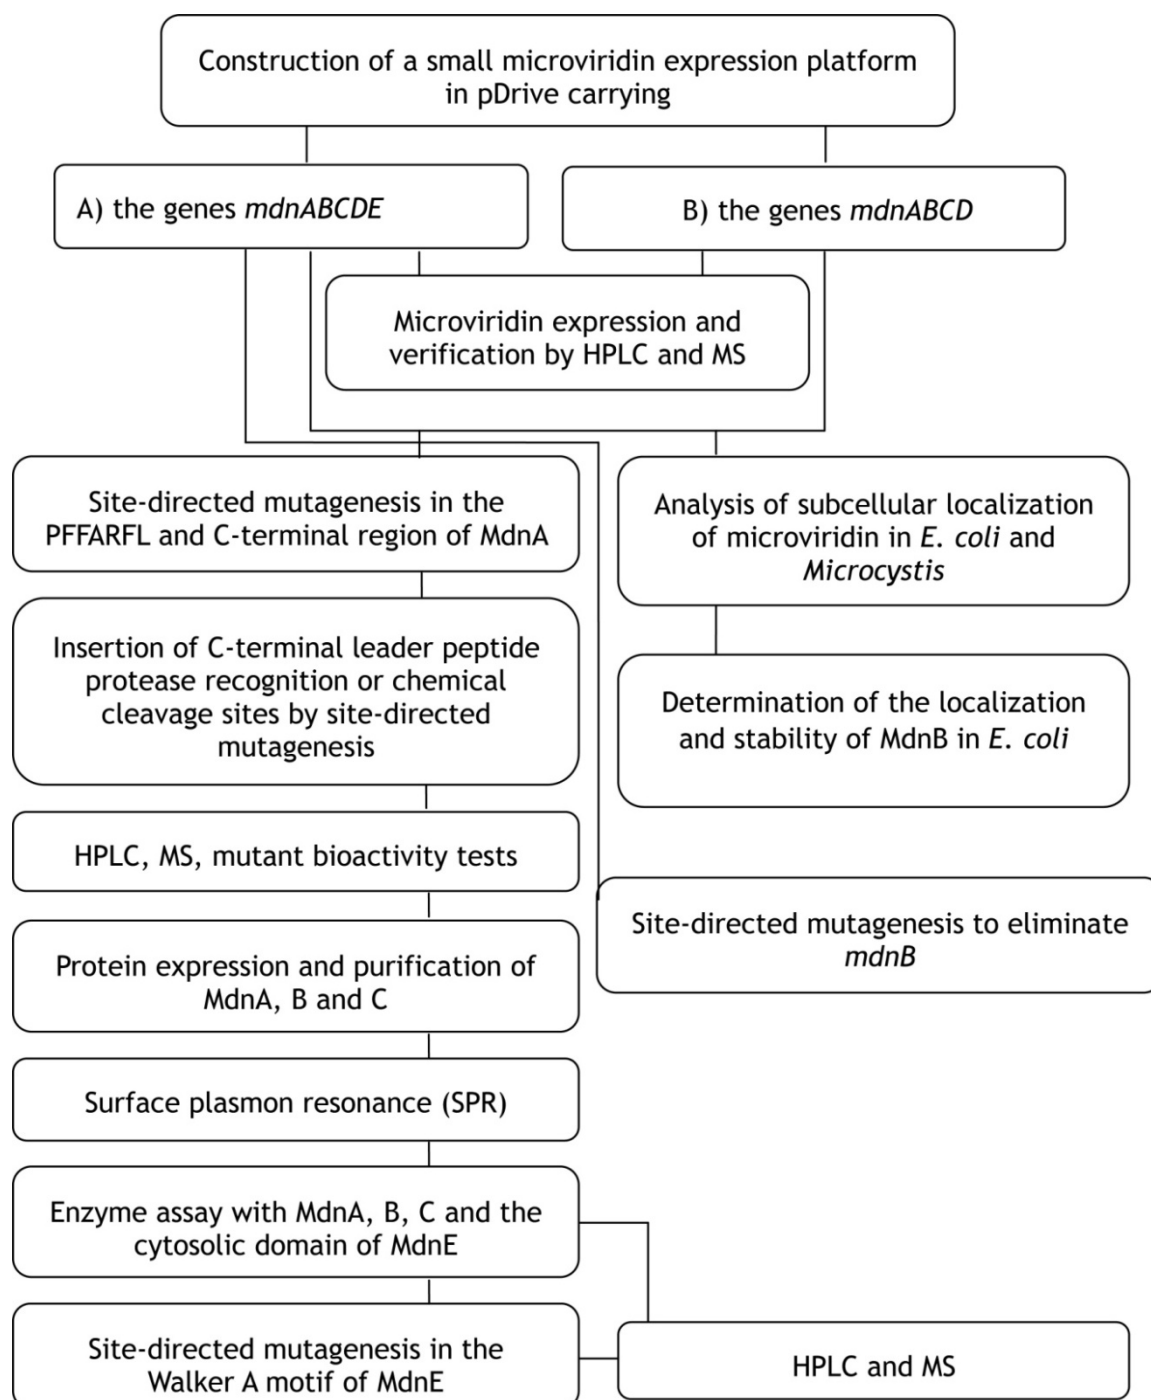 Construction of a small microviridin expression platform
in pDrive carrying
A) the genes mdnABCDE
B) the genes mdnABCD
Microviridin expression and
verification by HPLC and MS
Site-directed mutagenesis in the
PFFARFL and C-terminal region of MdnA
Analysis of subcellular localization
of microviridin in E. coli and
Microcystis
Insertion of C-terminal leader peptide
protease recognition or chemical
cleavage sites by site-directed
mutagenesis
Determination of the localization
and stability of MdnB in E. coli
HPLC, MS, mutant bioactivity tests
Site-directed mutagenesis to eliminate
mdnB
Protein expression and purification of
MdnA, B and C
Surface plasmon resonance (SPR)
Enzyme assay with MdnA, B, C and the
cytosolic domain of MdnE
Site-directed mutagenesis in the
Walker A motif of MdnE
HPLC and MS